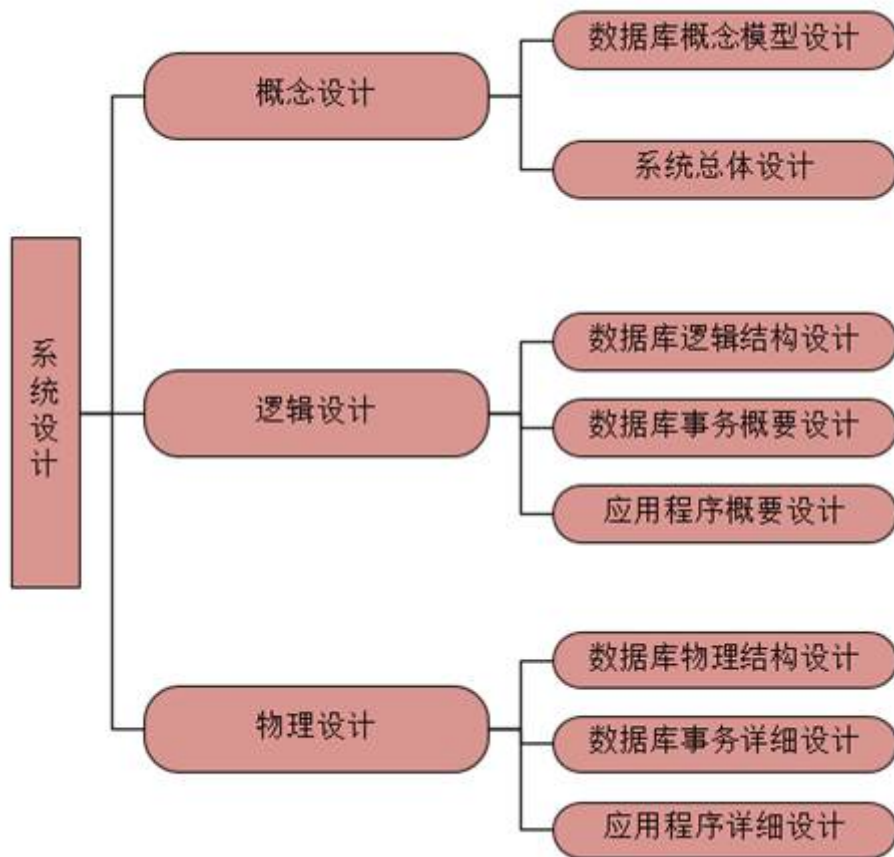 系统设计
概念设计
数据库概念模型设计
系统总体设计
逻辑设计
数据库逻辑结构设计
数据库事务概要设计
应用程序概要设计
物理设计
数据库物理结构设计
数据库事务详细设计
应用程序详细设计